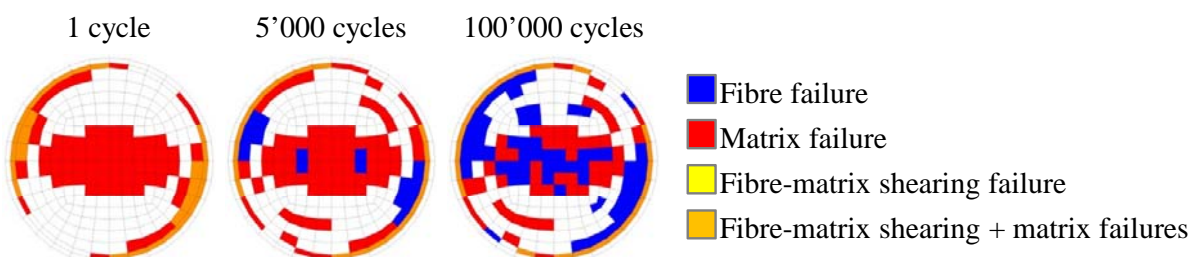 1 cycle
5’000 cycles
100’000 cycles
Fibre failure
Matrix failure
Fibre-matrix shearing failure
Fibre-matrix shearing + matrix failures